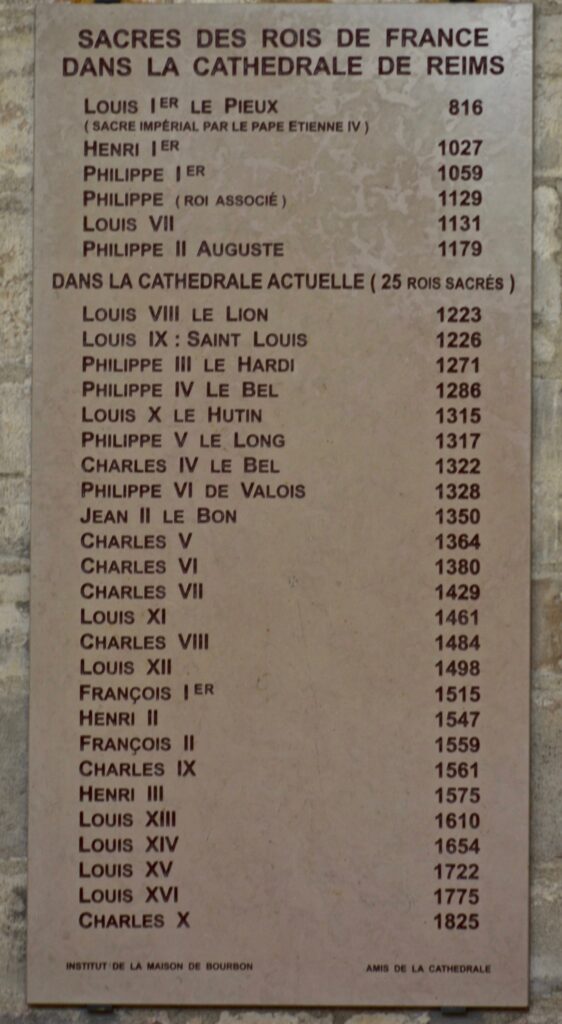 SACRES DES ROIS DE FRANCE
DANS LA CATHEDRALE DE REIMS
LOUIS IER LE PIEUX 816
( SACRE IMPÉRIAL PAR LE PAPE ETIENNE IV )
HENRI IER 1027
PHILIPPE IER 1059
PHILIPPE ( ROI ASSOCIÉ ) 1129
LOUIS VII 1131
PHILIPPE II AUGUSTE 1179
DANS LA CATHEDRALE ACTUELLE ( 25 ROIS SACRÉS )
LOUIS VIII LE LION 1223
LOUIS IX : SAINT LOUIS 1226
PHILIPPE III LE HARDI 1271
PHILIPPE IV LE BEL 1286
LOUIS X LE HUTIN 1315
PHILIPPE V LE LONG 1317
CHARLES IV LE BEL 1322
PHILIPPE VI DE VALOIS 1328
JEAN II LE BON 1350
CHARLES V 1364
CHARLES VI 1380
CHARLES VII 1429
LOUIS XI 1461
CHARLES VIII 1484
LOUIS XII 1498
FRANÇOIS IER 1515
HENRI II 1547
FRANÇOIS II 1559
CHARLES IX 1561
HENRI III 1575
LOUIS XIII 1610
LOUIS XIV 1654
LOUIS XV 1722
LOUIS XVI 1775
CHARLES X 1825
INSTITUT DE LA MAISON DE BOURBON AMIS DE LA CATHEDRALE